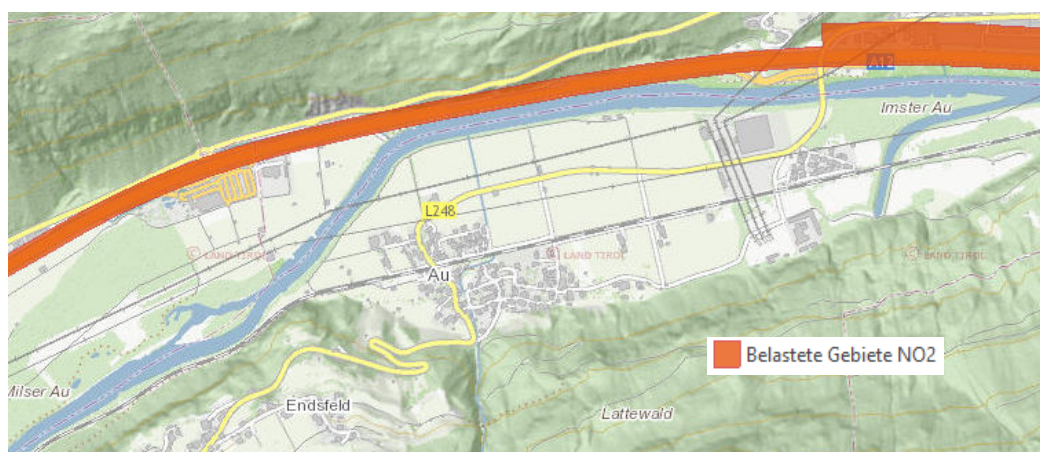 A12
Imster Au
L248
© LAND TIROL
© LAND TIROL
© LAND TIROL
Au
Belastete Gebiete NO2
Milser Au
Endsfeld
Lattewald